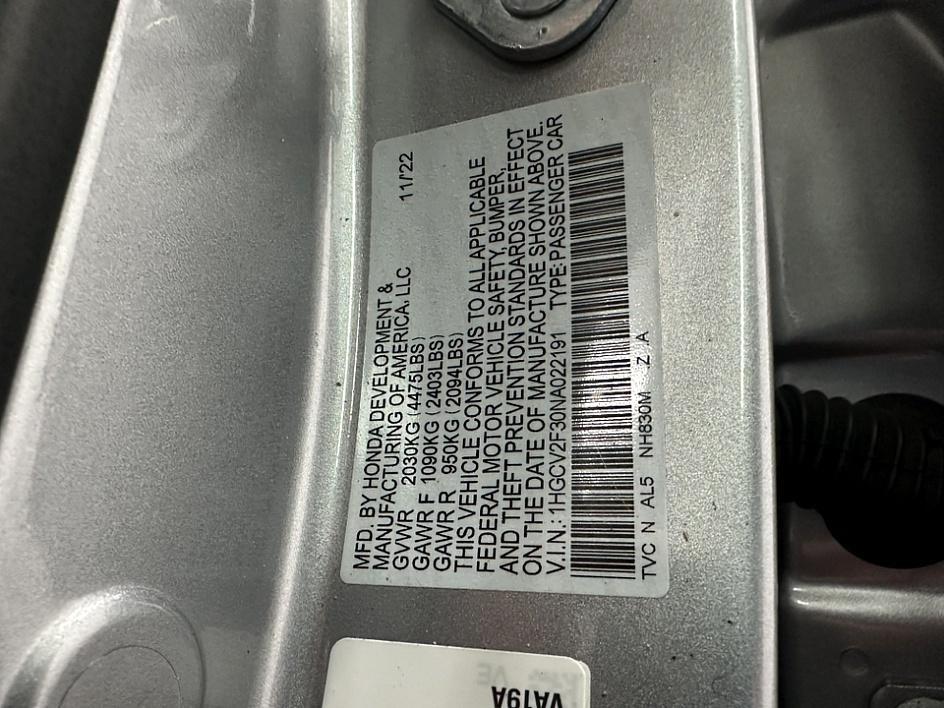 MFD. BY HONDA DEVELOPMENT &
MANUFACTURING OF AMERICA, LLC 11/'22
GVWR 2030KG (4475LBS)
GAWR F 1090KG (2403LBS)
GAWR R 950KG (2094LBS)
THIS VEHICLE CONFORMS TO ALL APPLICABLE
FEDERAL MOTOR VEHICLE SAFETY, BUMPER,
AND THEFT PREVENTION STANDARDS IN EFFECT
ON THE DATE OF MANUFACTURE SHOWN ABOVE.
V.I.N.: 1HGCV2F30NA022191 TYPE: PASSENGER CAR
TVC N AL5 NH830M Z A
VE
VA19A